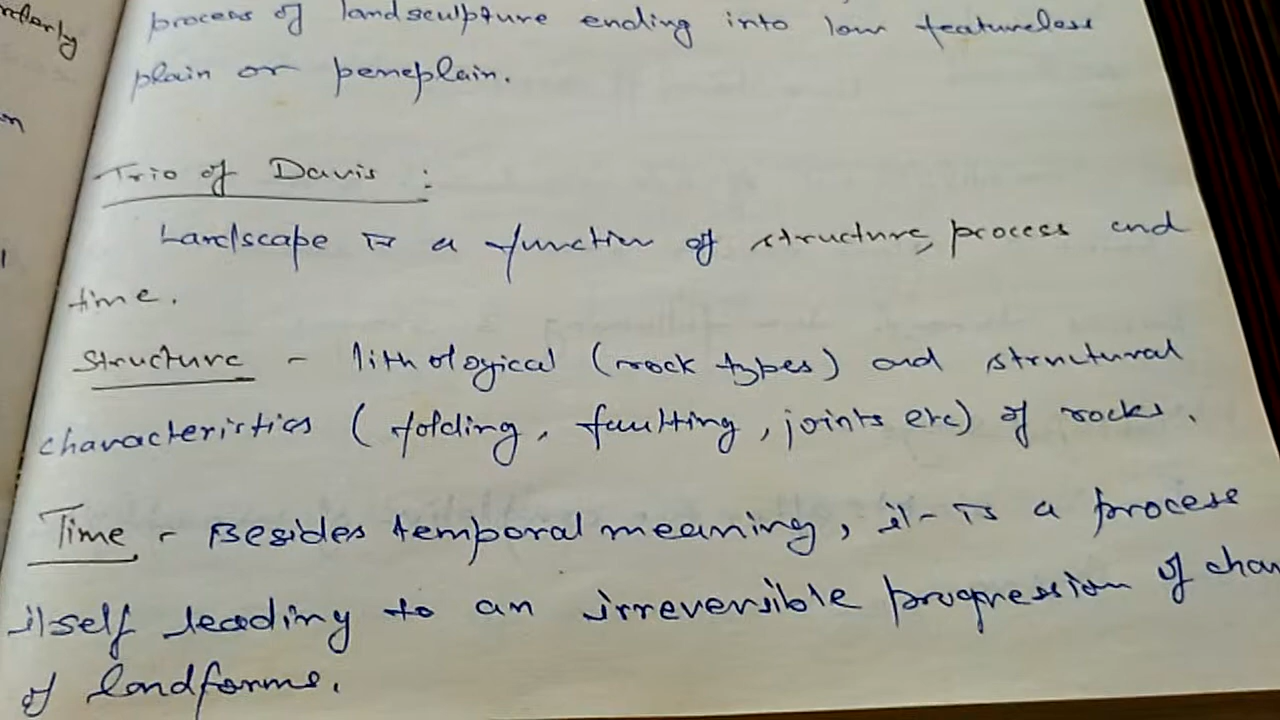 process of landsculpture ending into low featureless
plain or peneplain.
Trio of Davis :
Landscape is a function of structure, process and
time.
Structure - lithological (rock types) and structural
characteristics (folding, faulting, joints etc) of rocks.
Time - Besides temporal meaning, it is a process
itself leading to an irreversible progression of chan
of landforms.